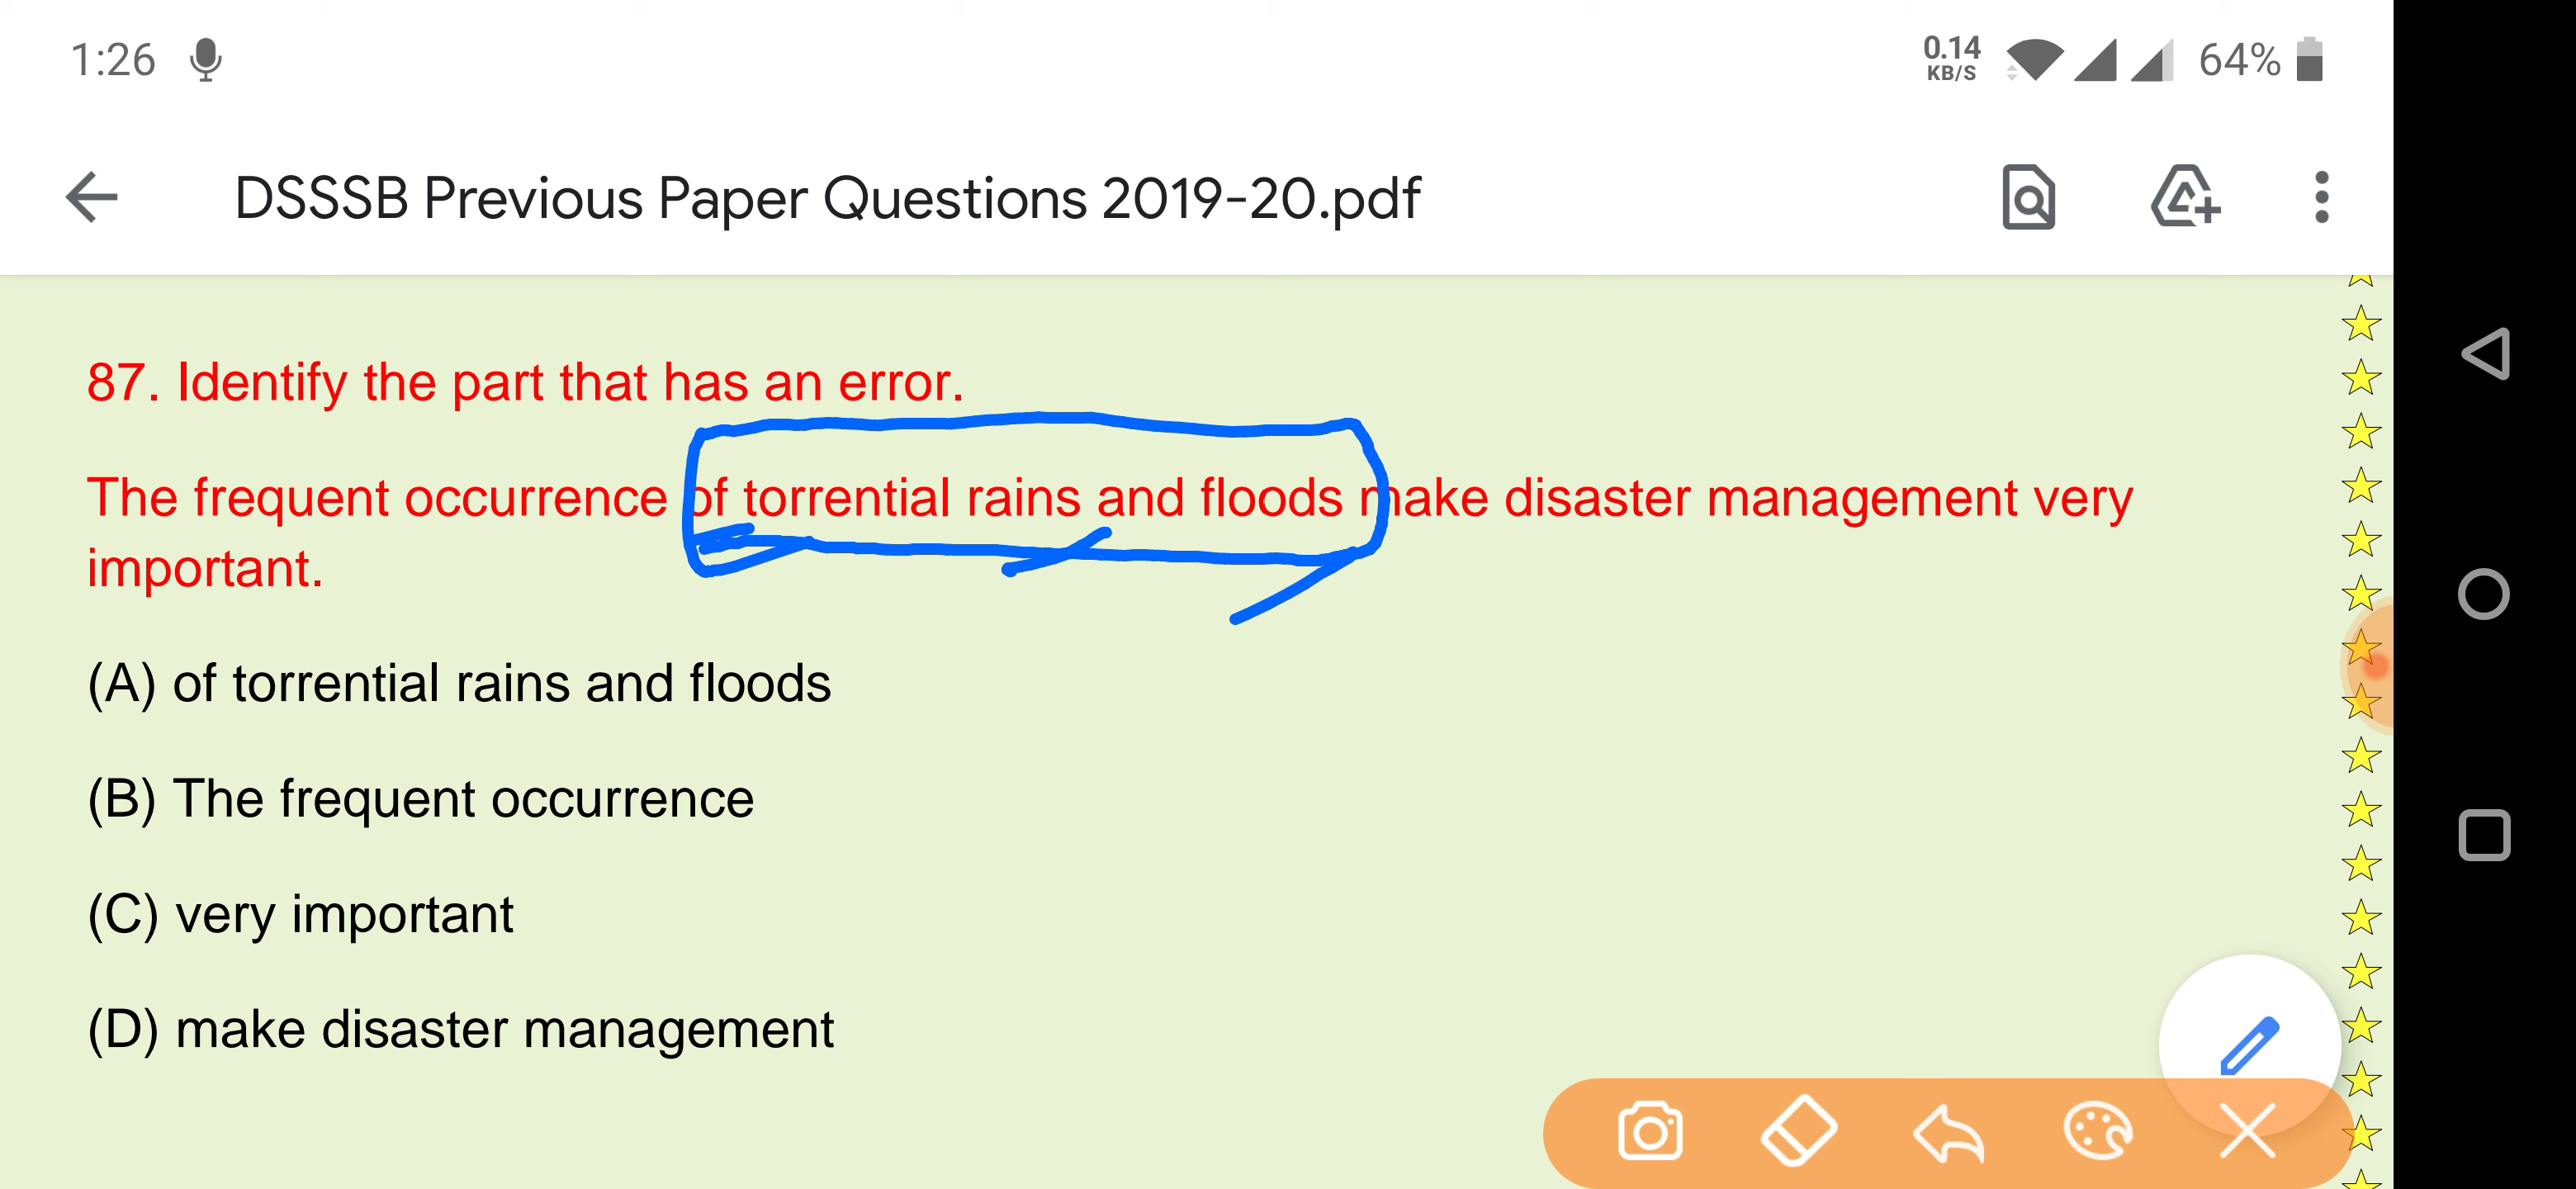 1:26
0.14
KB/S
64%
DSSSB Previous Paper Questions 2019-20.pdf
87. Identify the part that has an error.
The frequent occurrence of torrential rains and floods make disaster management very
important.
(A) of torrential rains and floods
(B) The frequent occurrence
(C) very important
(D) make disaster management